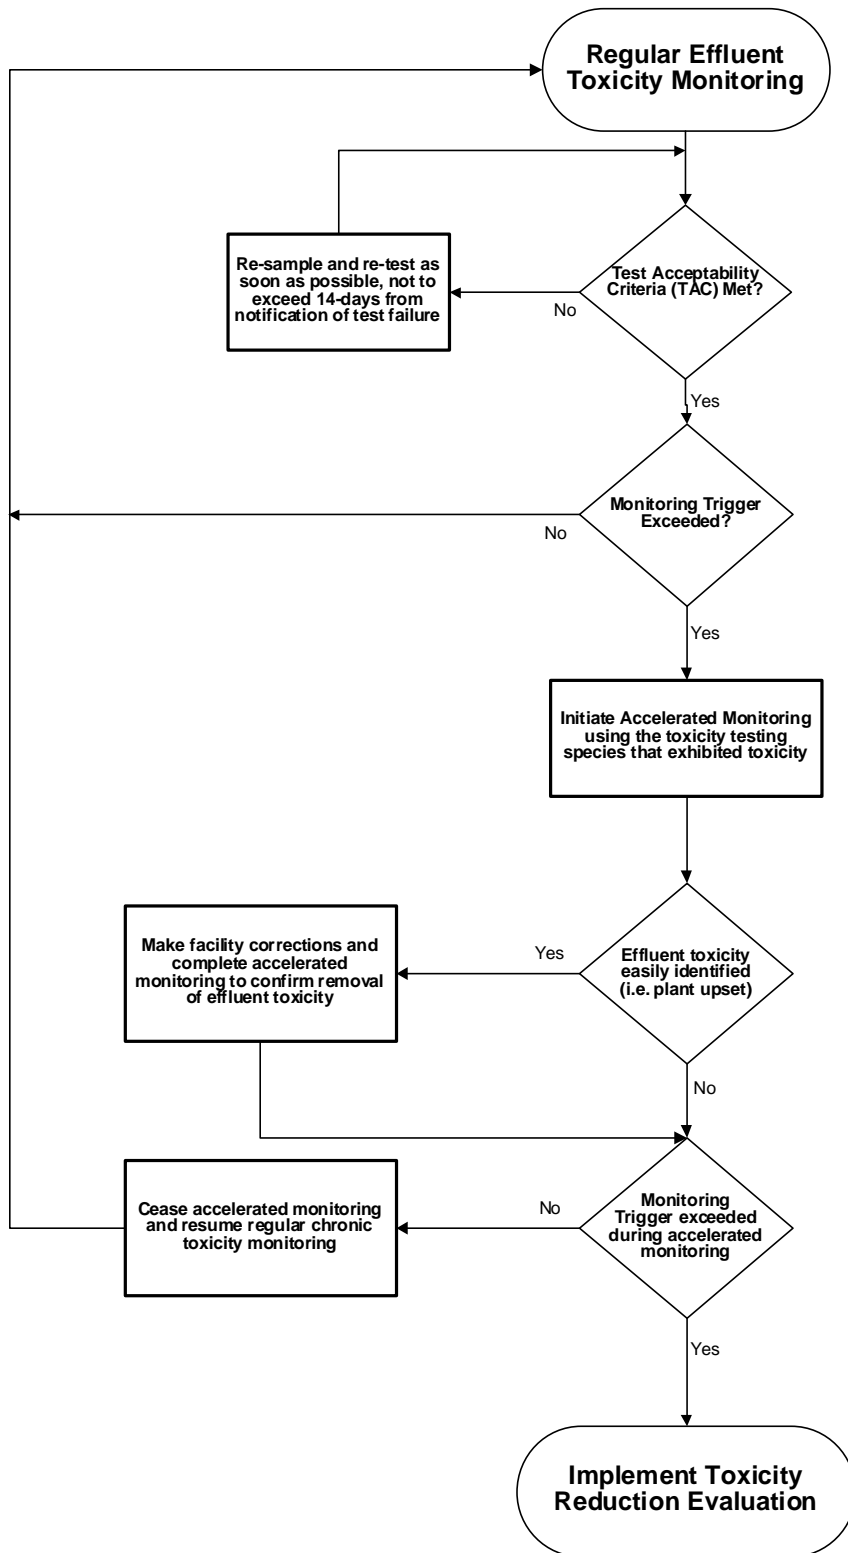 Regular Effluent
Toxicity Monitoring
Re-sample and re-test as
soon as possible, not to
exceed 14-days from
notification of test failure
No
Test Acceptability
Criteria (TAC) Met?
Yes
Monitoring Trigger
Exceeded?
No
Yes
Initiate Accelerated Monitoring
using the toxicity testing
species that exhibited toxicity
Make facility corrections and
complete accelerated
monitoring to confirm removal
of effluent toxicity
Yes
Effluent toxicity
easily identified
(i.e. plant upset)
No
Cease accelerated monitoring
and resume regular chronic
toxicity monitoring
No
Monitoring
Trigger exceeded
during accelerated
monitoring
Yes
Implement Toxicity
Reduction Evaluation